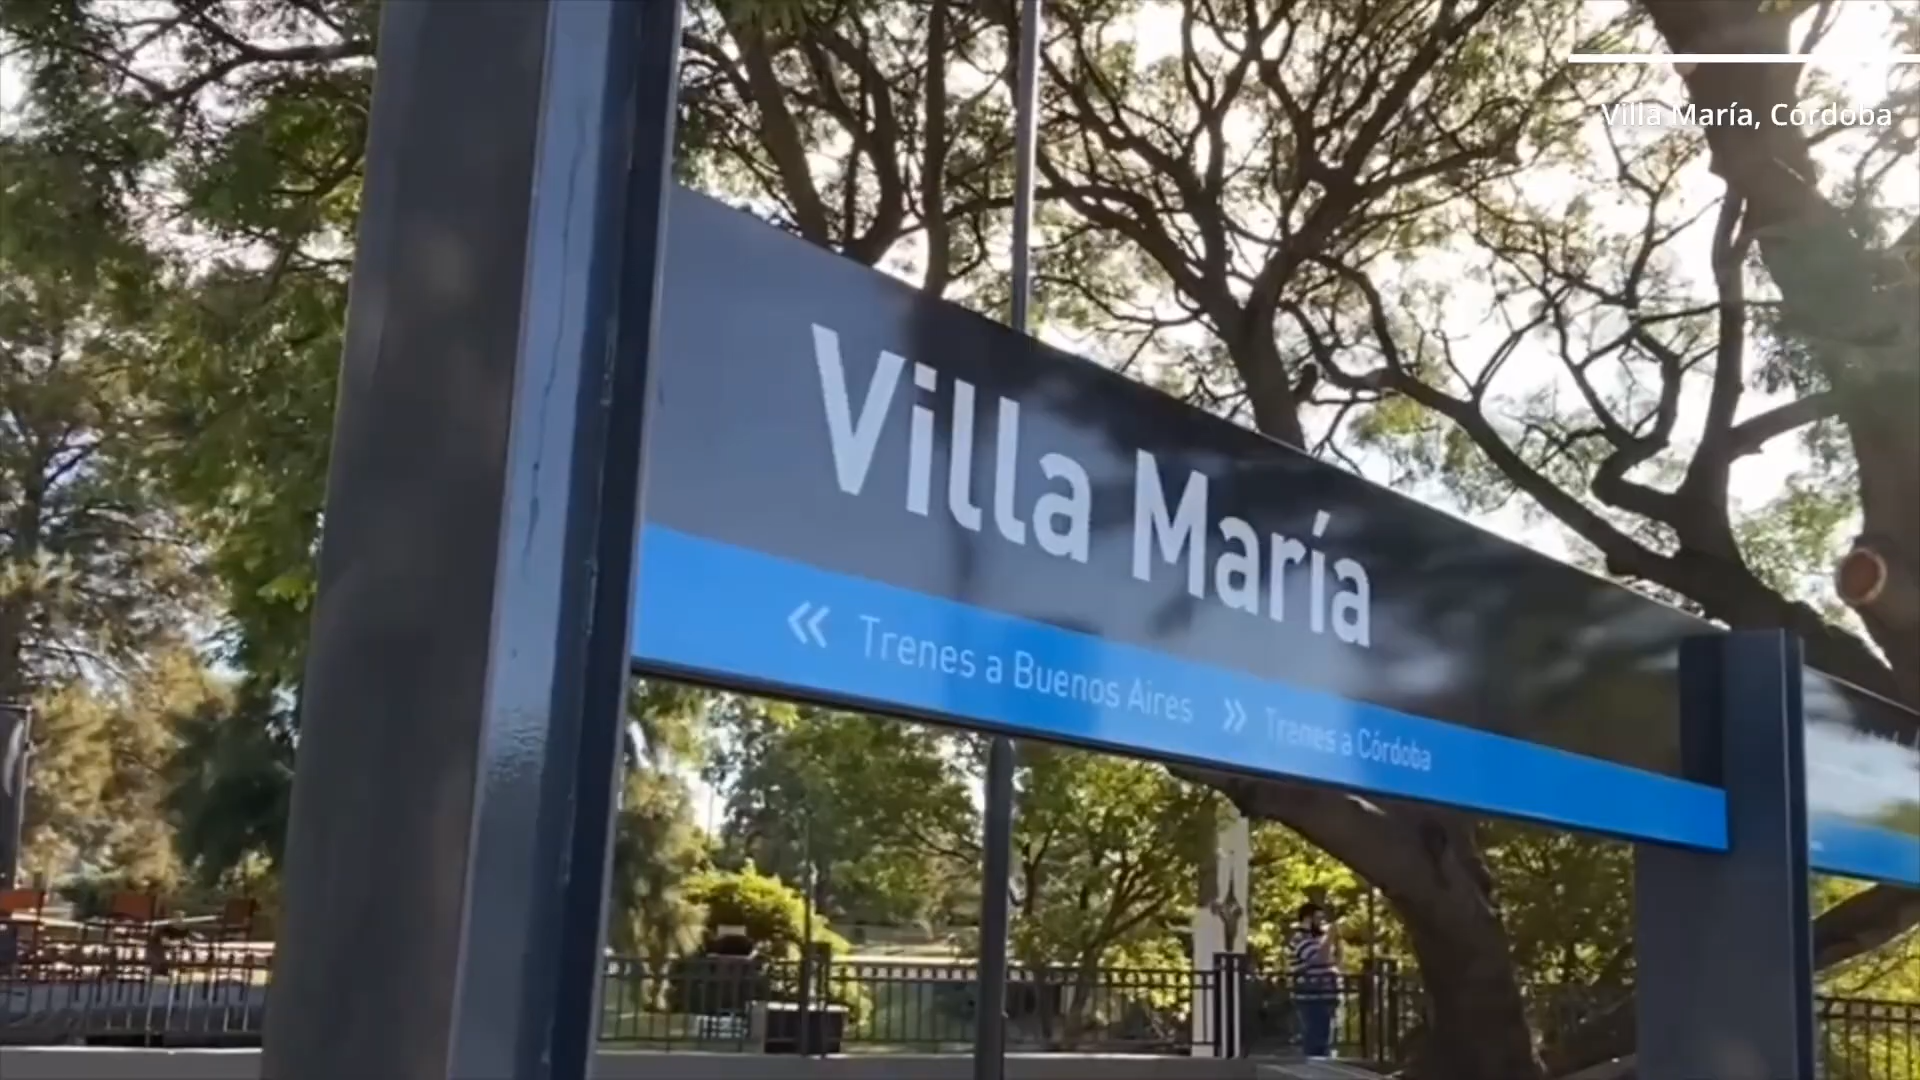 Villa María, Córdoba
Villa María
« Trenes a Buenos Aires » Trenes a Córdoba